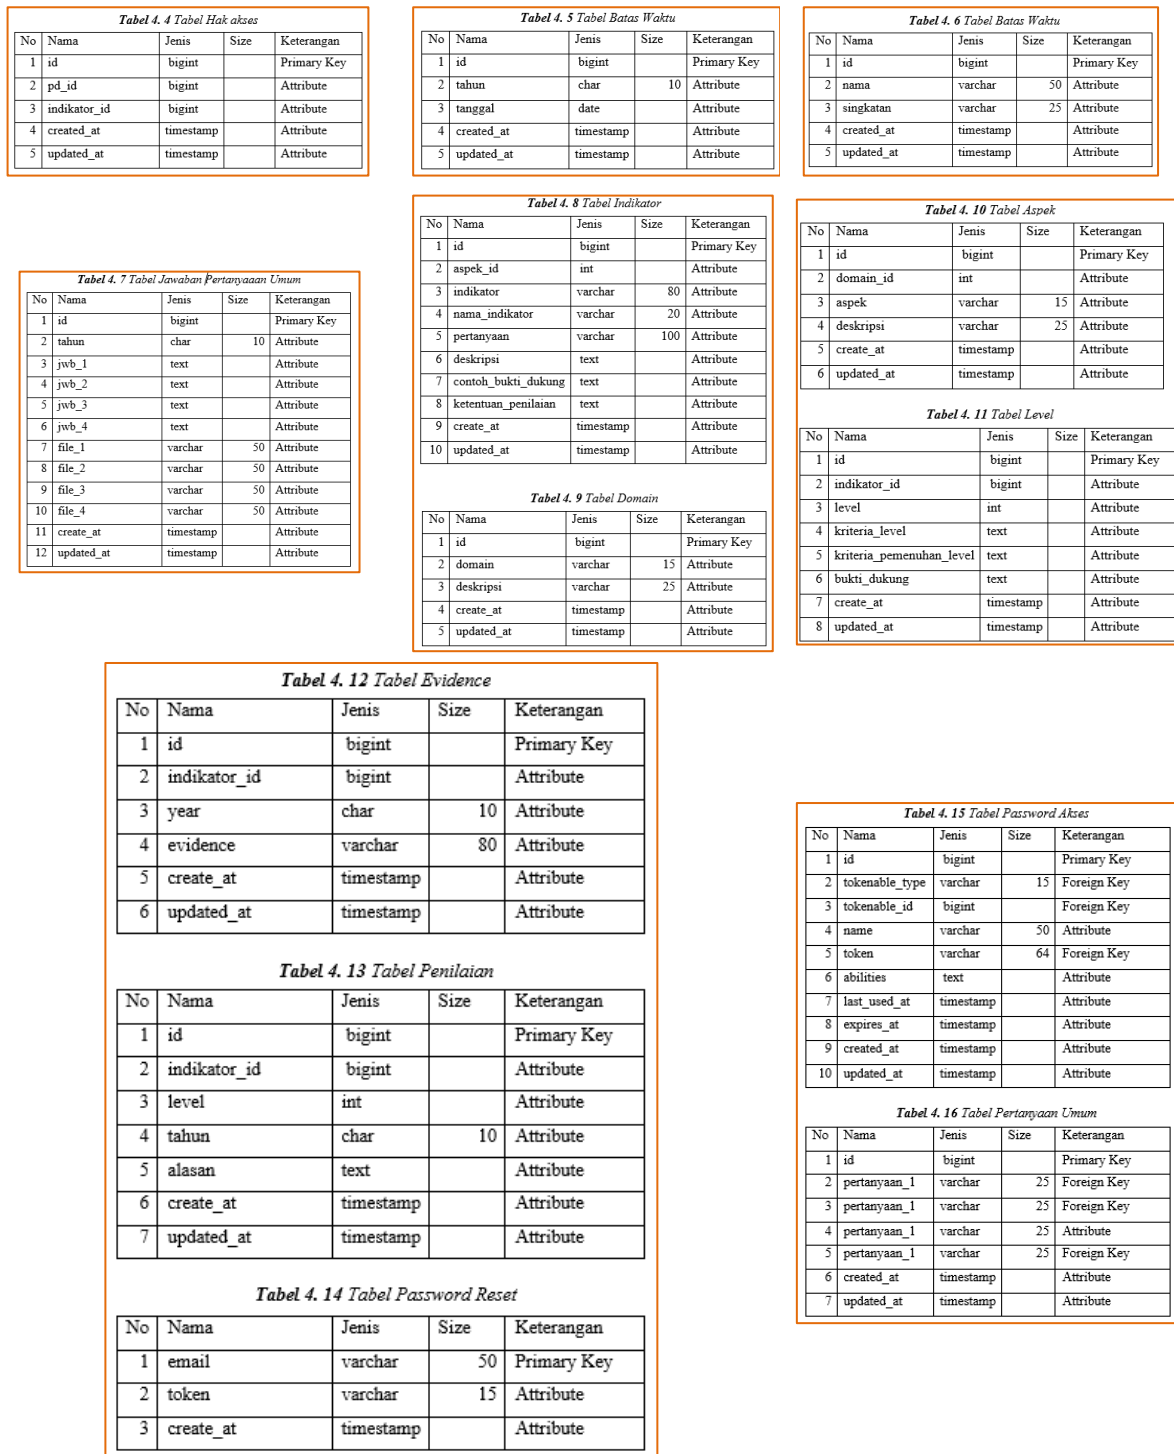 Tabel 4. 4 Tabel Hak akses
No Nama Jenis Size Keterangan
1 id bigint Primary Key
2 pd_id bigint Attribute
3 indikator_id bigint Attribute
4 created_at timestamp Attribute
5 updated_at timestamp Attribute
Tabel 4. 5 Tabel Batas Waktu
No Nama Jenis Size Keterangan
1 id bigint Primary Key
2 tahun char 10 Attribute
3 tanggal date Attribute
4 created_at timestamp Attribute
5 updated_at timestamp Attribute
Tabel 4. 6 Tabel Batas Waktu
No Nama Jenis Size Keterangan
1 id bigint Primary Key
2 nama varchar 50 Attribute
3 singkatan varchar 25 Attribute
4 created_at timestamp Attribute
5 updated_at timestamp Attribute
Tabel 4. 7 Tabel Jawaban Pertanyaaan Umum
No Nama Jenis Size Keterangan
1 id bigint Primary Key
2 tahun char 10 Attribute
3 jwb_1 text Attribute
4 jwb_2 text Attribute
5 jwb_3 text Attribute
6 jwb_4 text Attribute
7 file_1 varchar 50 Attribute
8 file_2 varchar 50 Attribute
9 file_3 varchar 50 Attribute
10 file_4 varchar 50 Attribute
11 create_at timestamp Attribute
12 updated_at timestamp Attribute
Tabel 4. 8 Tabel Indikator
No Nama Jenis Size Keterangan
1 id bigint Primary Key
2 aspek_id int Attribute
3 indikator varchar 80 Attribute
4 nama_indikator varchar 20 Attribute
5 pertanyaan varchar 100 Attribute
6 deskripsi text Attribute
7 contoh_bukti_dukung text Attribute
8 ketentuan_penilaian text Attribute
9 create_at timestamp Attribute
10 updated_at timestamp Attribute
Tabel 4. 9 Tabel Domain
No Nama Jenis Size Keterangan
1 id bigint Primary Key
2 domain varchar 15 Attribute
3 deskripsi varchar 25 Attribute
4 create_at timestamp Attribute
5 updated_at timestamp Attribute
Tabel 4. 10 Tabel Aspek
No Nama Jenis Size Keterangan
1 id bigint Primary Key
2 domain_id int Attribute
3 aspek varchar 15 Attribute
4 deskripsi varchar 25 Attribute
5 create_at timestamp Attribute
6 updated_at timestamp Attribute
Tabel 4. 11 Tabel Level
No Nama Jenis Size Keterangan
1 id bigint Primary Key
2 indikator_id bigint Attribute
3 level int Attribute
4 kriteria_level text Attribute
5 kriteria_pemenuhan_level text Attribute
6 bukti_dukung text Attribute
7 create_at timestamp Attribute
8 updated_at timestamp Attribute
Tabel 4. 12 Tabel Evidence
No Nama Jenis Size Keterangan
1 id bigint Primary Key
2 indikator_id bigint Attribute
3 year char 10 Attribute
4 evidence varchar 80 Attribute
5 create_at timestamp Attribute
6 updated_at timestamp Attribute
Tabel 4. 13 Tabel Penilaian
No Nama Jenis Size Keterangan
1 id bigint Primary Key
2 indikator_id bigint Attribute
3 level int Attribute
4 tahun char 10 Attribute
5 alasan text Attribute
6 create_at timestamp Attribute
7 updated_at timestamp Attribute
Tabel 4. 14 Tabel Password Reset
No Nama Jenis Size Keterangan
1 email varchar 50 Primary Key
2 token varchar 15 Attribute
3 create_at timestamp Attribute
Tabel 4. 15 Tabel Password Akses
No Nama Jenis Size Keterangan
1 id bigint Primary Key
2 tokenable_type varchar 15 Foreign Key
3 tokenable_id bigint Foreign Key
4 name varchar 50 Attribute
5 token varchar 64 Foreign Key
6 abilities text Attribute
7 last_used_at timestamp Attribute
8 expires_at timestamp Attribute
9 created_at timestamp Attribute
10 updated_at timestamp Attribute
Tabel 4. 16 Tabel Pertanyaan Umum
No Nama Jenis Size Keterangan
1 id bigint Primary Key
2 pertanyaan_1 varchar 25 Foreign Key
3 pertanyaan_1 varchar 25 Foreign Key
4 pertanyaan_1 varchar 25 Attribute
5 pertanyaan_1 varchar 25 Foreign Key
6 created_at timestamp Attribute
7 updated_at timestamp Attribute